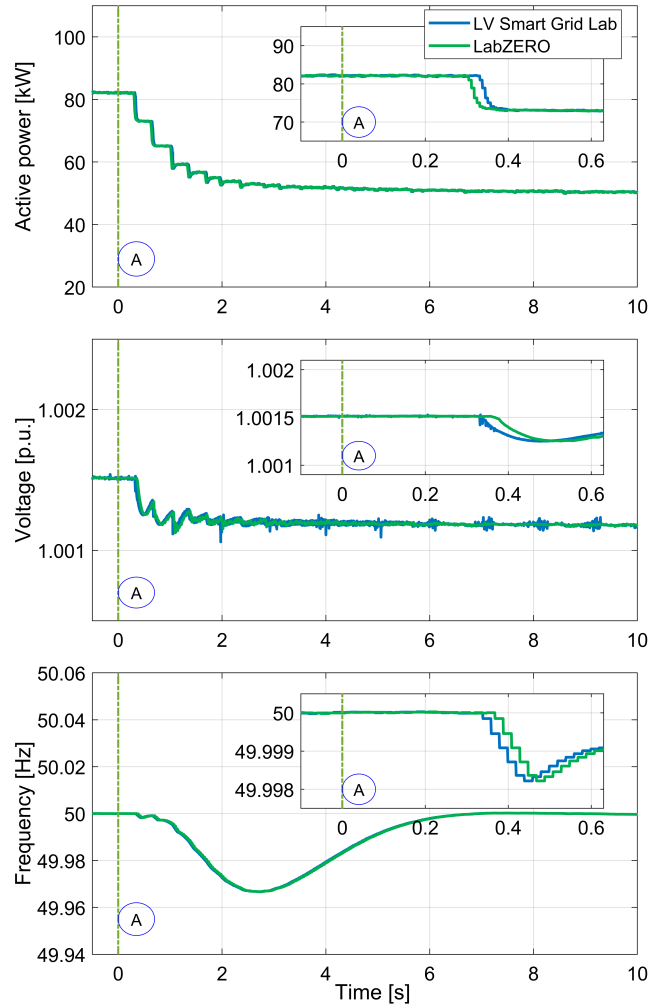 LV Smart Grid Lab
LabZERO
Active power [kW]
100
80
60
40
20
90
80
70
0 0.2 0.4 0.6
A
A
0 2 4 6 8 10
Voltage [p.u.]
1.002
1.001
1.002
1.0015
1.001
0 0.2 0.4 0.6
A
A
0 2 4 6 8 10
Frequency [Hz]
50.06
50.04
50.02
50
49.98
49.96
49.94
50
49.999
49.998
0 0.2 0.4 0.6
A
A
0 2 4 6 8 10
Time [s]